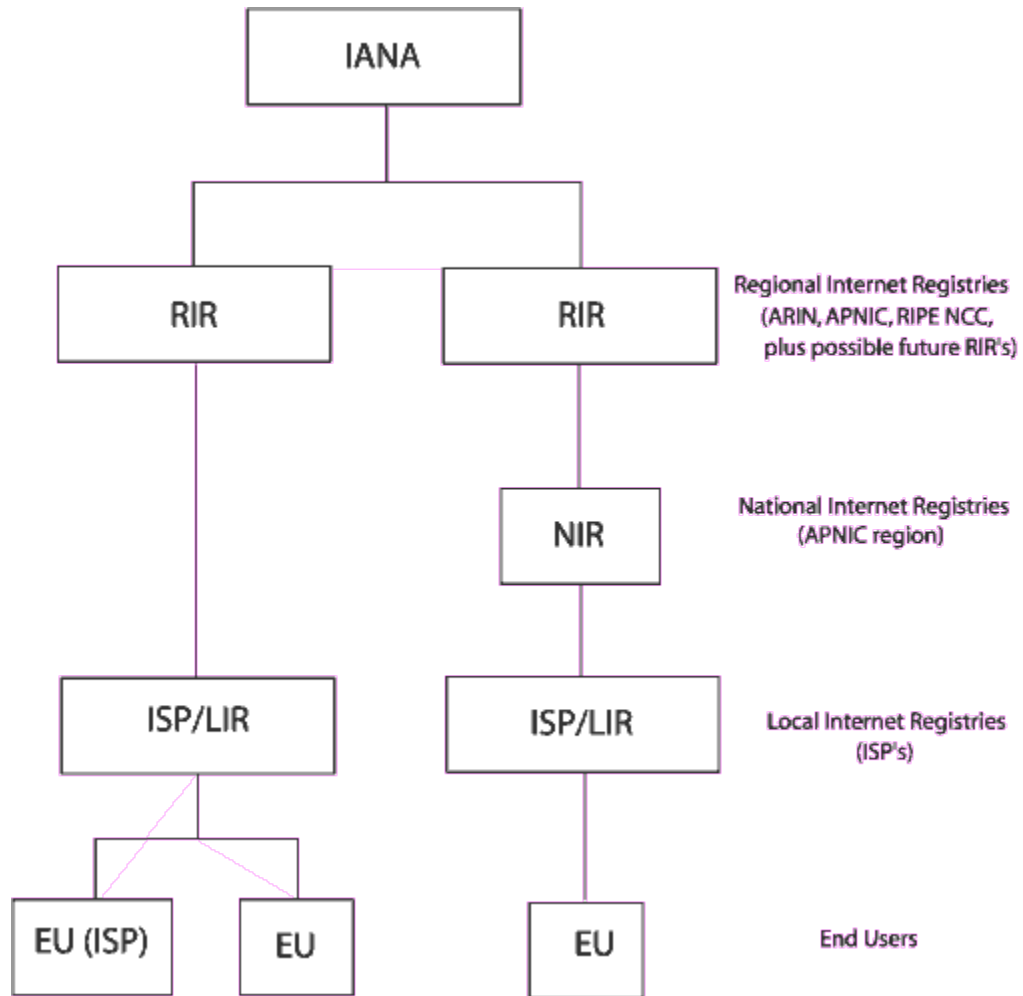 IANA
RIR
RIR
Regional Internet Registries
(ARIN, APNIC, RIPE NCC,
plus possible future RIR's)
NIR
National Internet Registries
(APNIC region)
ISP/LIR
ISP/LIR
Local Internet Registries
(ISP's)
EU (ISP)
EU
EU
End Users